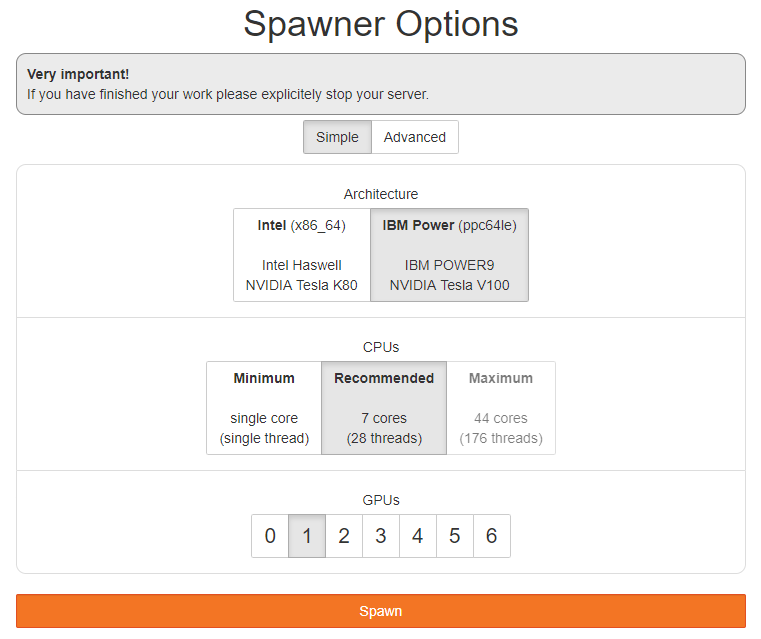 Spawner Options
Very important!
If you have finished your work please explicitely stop your server.
Simple Advanced
Architecture
Intel (x86_64) IBM Power (ppc64le)
Intel Haswell IBM POWER9
NVIDIA Tesla K80 NVIDIA Tesla V100
CPUs
Minimum Recommended Maximum
single core 7 cores 44 cores
(single thread) (28 threads) (176 threads)
GPUs
0 1 2 3 4 5 6
Spawn